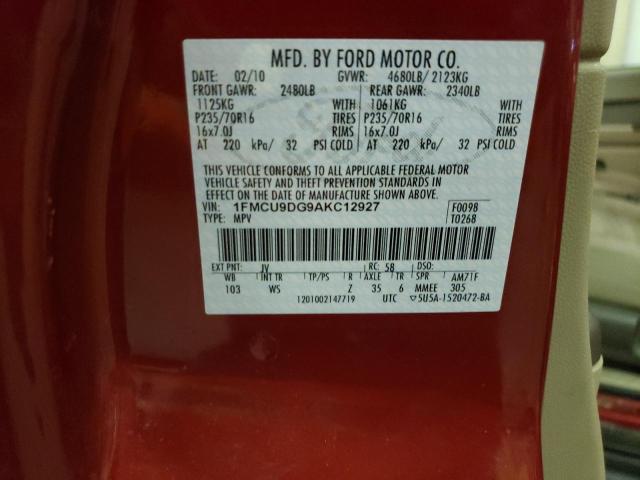 MFD. BY FORD MOTOR CO.
DATE: 02/10 GVWR: 4680LB/ 2123KG
FRONT GAWR: 2480LB REAR GAWR: 2340LB
1125KG WITH 1061KG WITH
P235/70R16 TIRES P235/70R16 TIRES
16x7.0J RIMS 16x7.0J RIMS
AT 220 kPa/ 32 PSI COLD AT 220 kPa/ 32 PSI COLD
THIS VEHICLE CONFORMS TO ALL APPLICABLE FEDERAL MOTOR
VEHICLE SAFETY AND THEFT PREVENTION STANDARDS IN
EFFECT ON THE DATE OF MANUFACTURE SHOWN ABOVE.
VIN: 1FMCU9DG9AKC12927 F0098
TYPE: MPV T0268
EXT PNT: JV RC: 58 DSO:
WB INT TR TP/PS R AXLE TR SPR AM71F
103 WS Z 35 6 MMEE 305
1201002147719 UTC ▽5U5A-1520472-BA